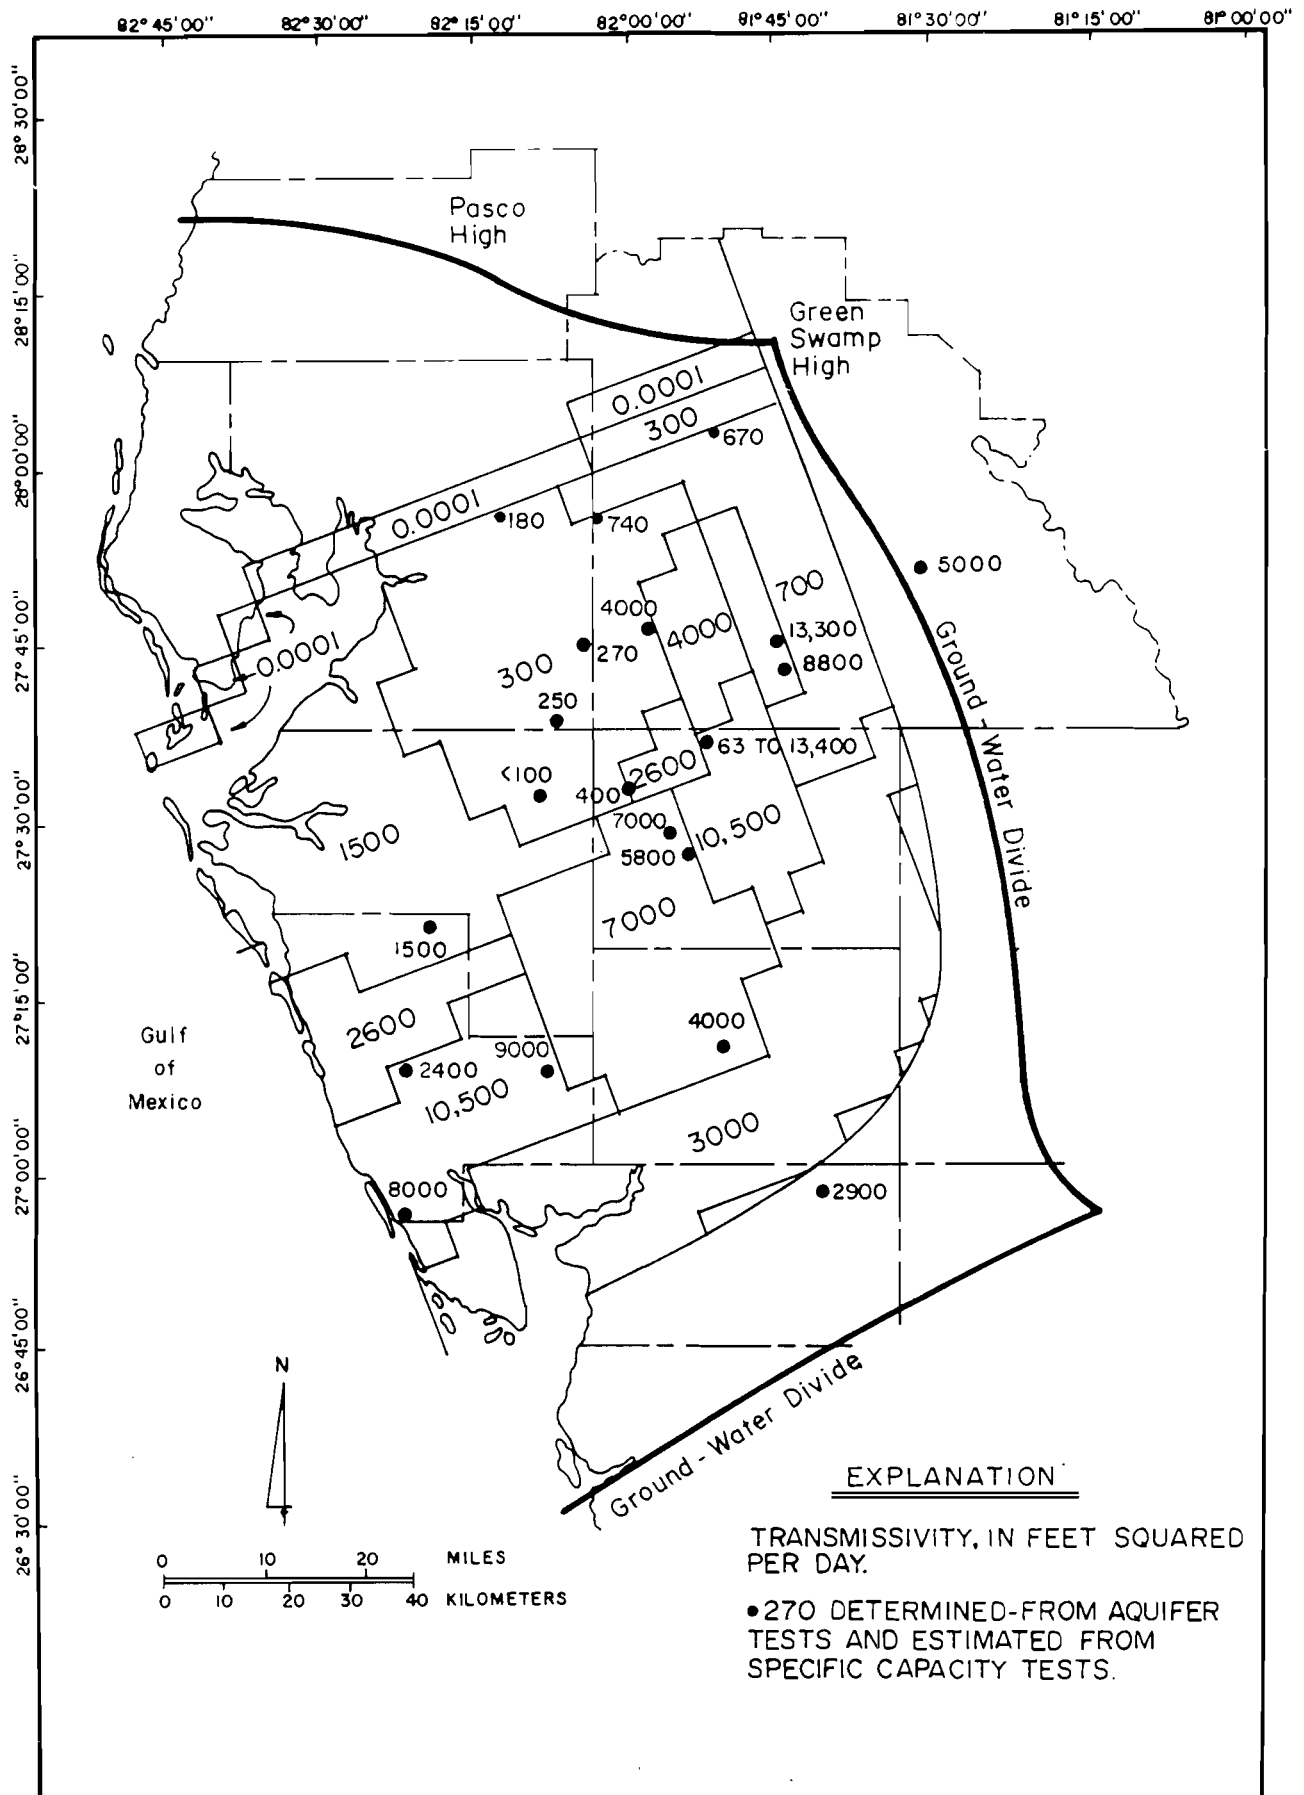 82° 45' 00"
82° 30' 00"
82° 15' 00"
82° 00' 00"
81° 45' 00"
81° 30' 00"
81° 15' 00"
81° 00' 00"
28° 30' 00"
28° 15' 00"
28° 00' 00"
27° 45' 00"
27° 30' 00"
27° 15' 00"
27° 00' 00"
26° 45' 00"
26° 30' 00"
Pasco
High
Green
Swamp
High
0.0001
300
670
0.0001
180
740
5000
700
4000
4000
13,300
270
8800
0.0001
300
250
63 TO 13,400
2600
<100
400
7000
10,500
5800
1500
7000
1500
2600
4000
9000
2400
10,500
3000
8000
2900
Ground-Water Divide
Gulf
of
Mexico
Ground-Water Divide
N
0 10 20 MILES
0 10 20 30 40 KILOMETERS
EXPLANATION
TRANSMISSIVITY, IN FEET SQUARED
PER DAY.
•270 DETERMINED-FROM AQUIFER
TESTS AND ESTIMATED FROM
SPECIFIC CAPACITY TESTS.